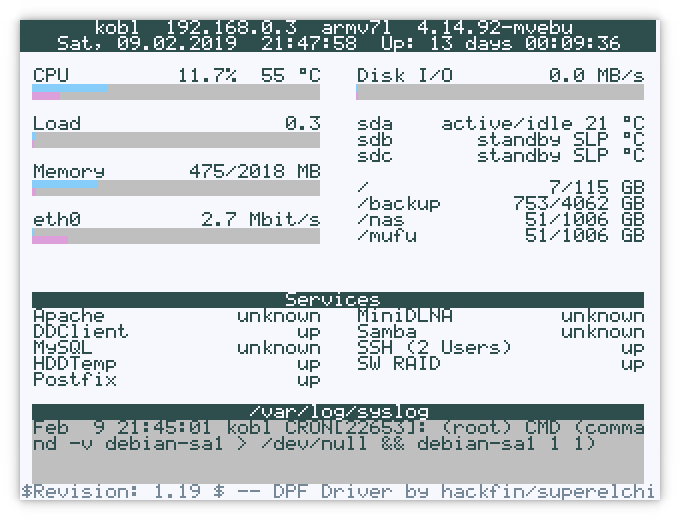 kobl 192.168.0.3 armv7l 4.14.92-mvebu
Sat, 09.02.2019 21:47:58 Up: 13 days 00:09:36
CPU 11.7% 55 °C
Load 0.3
Memory 475/2018 MB
eth0 2.7 Mbit/s
Disk I/O 0.0 MB/s
sda active/idle 21 °C
sdb standby SLP °C
sdc standby SLP °C
/ 7/115 GB
/backup 753/4062 GB
/nas 51/1006 GB
/mufu 51/1006 GB
Services
Apache unknown
DDClient up
MySQL unknown
HDDTemp up
Postfix up
MiniDLNA unknown
Samba unknown
SSH (2 Users) up
SW RAID up
/var/log/syslog
Feb 9 21:45:01 kobl CRON[22653]: (root) CMD (comma
nd -v debian-sa1 > /dev/null && debian-sa1 1 1)
$Revision: 1.19 $ -- DPF Driver by hackfin/superelchi